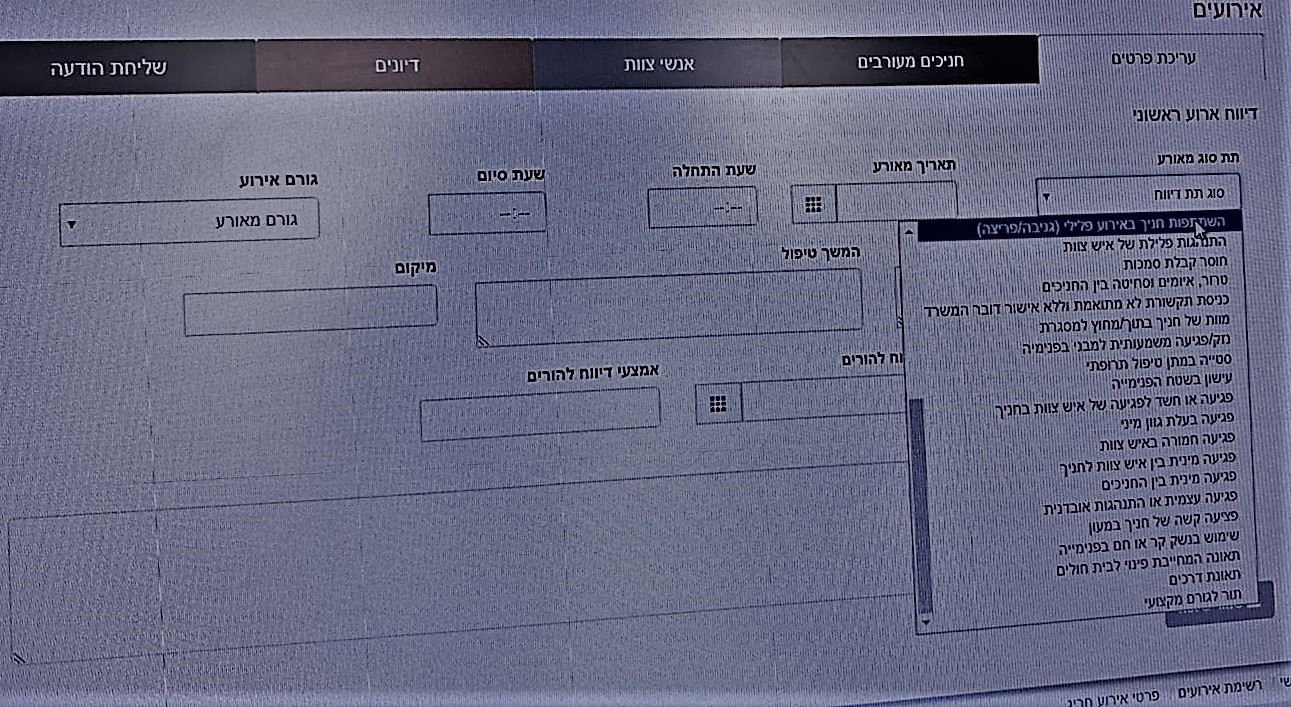 אירועים
עריכת פרטים
חניכים מעורבים
אנשי צוות
דיונים
שליחת הודעה
דיווח ארוע ראשוני
תת סוג מאורע
תאריך מאורע
שעת התחלה
שעת סיום
גורם אירוע
סוג תת דיווח
--:--
--:--
גורם מאורע
השתתפות חניך באירוע פלילי (גניבה/פריצה)
התנהגות פלילת של איש צוות
חוסר קבלת סמכות
טרור, איומים וסחיטה בין החניכים
כניסת תקשורת לא מתואמת וללא אישור דובר המשרד
מוות של חניך בתוך/מחוץ למסגרת
נזק/פגיעה משמעותית למבני בפנימיה
סטייה במתן טיפול תרופתי
עישון בשטח הפנימייה
פגיעה או חשד לפגיעה של איש צוות בחניך
פגיעה בעלת גוון מיני
פגיעה חמורה באיש צוות
פגיעה מינית בין איש צוות לחניך
פגיעה מינית בין החניכים
פגיעה עצמית או התנהגות אובדנית
פציעה קשה של חניך במעון
שימוש בנשק קר או חם בפנימייה
תאונה המחייבת פינוי לבית חולים
תאונת דרכים
תור לגורם מקצועי
המשך טיפול
מיקום
להורים
אמצעי דיווח להורים
רשימת אירועים
פרטי אירוע חריג